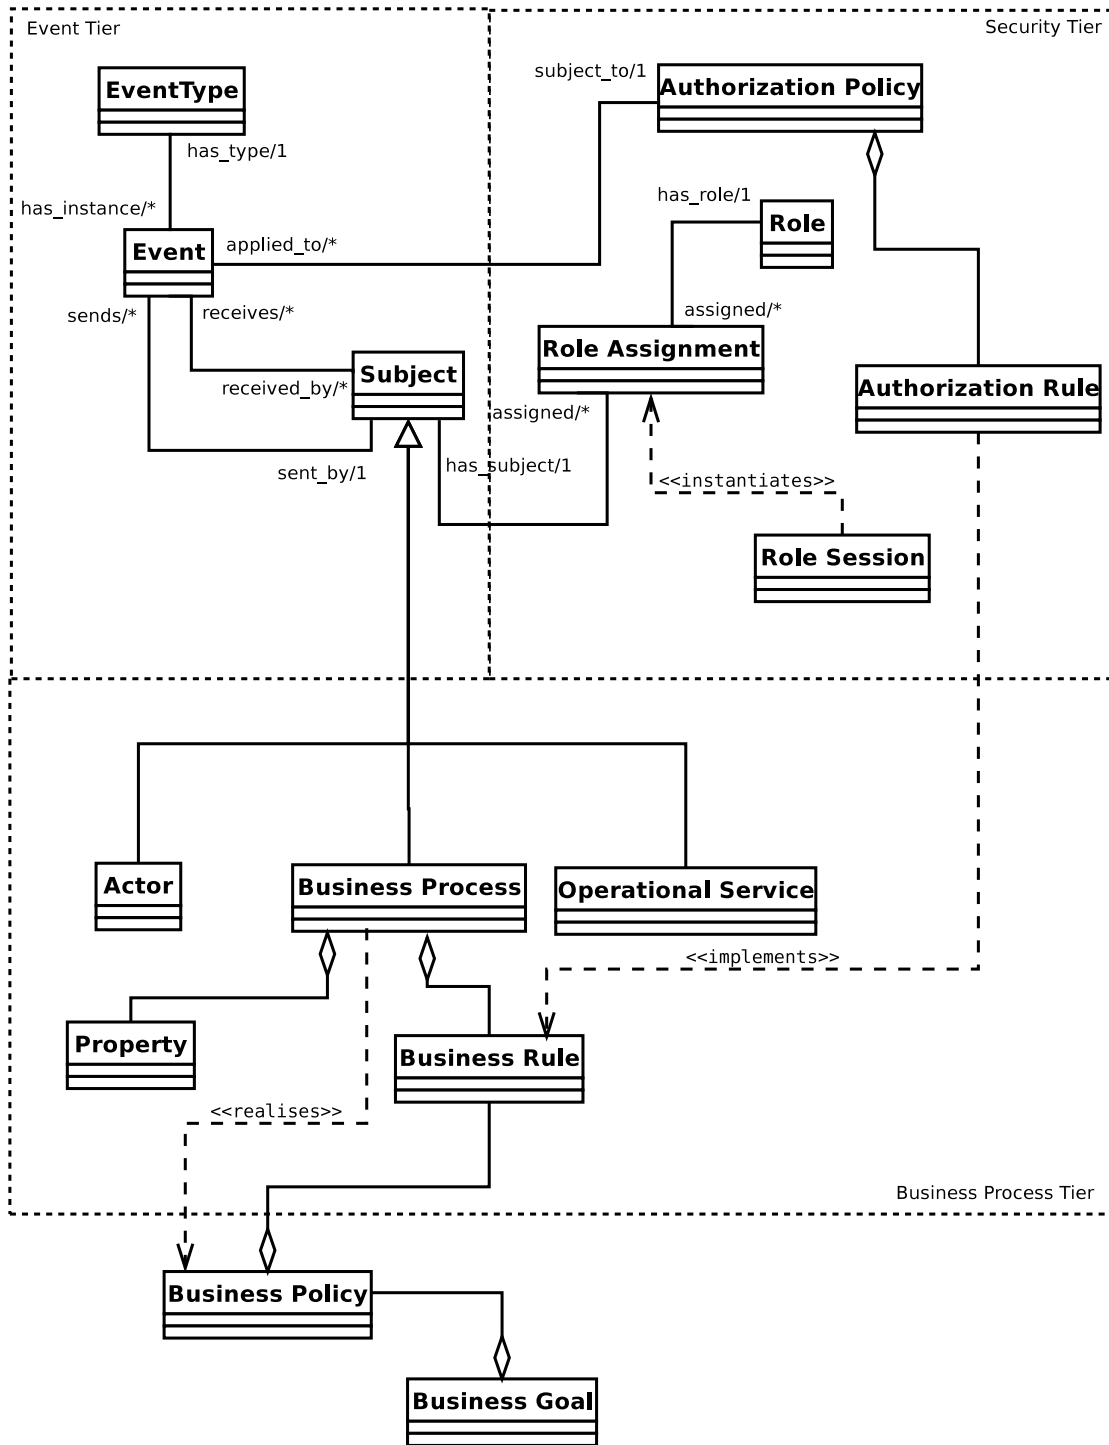 Event Tier
Security Tier
EventType
subject_to/1
Authorization Policy
has_type/1
has_role/1
has_instance/*
Role
Event
applied_to/*
sends/*
receives/*
assigned/*
Role Assignment
Subject
received_by/*
Authorization Rule
assigned/*
sent_by/1
has_subject/1
<<instantiates>>
Role Session
Actor
Business Process
Operational Service
<<implements>>
Property
Business Rule
<<realises>>
Business Process Tier
Business Policy
Business Goal